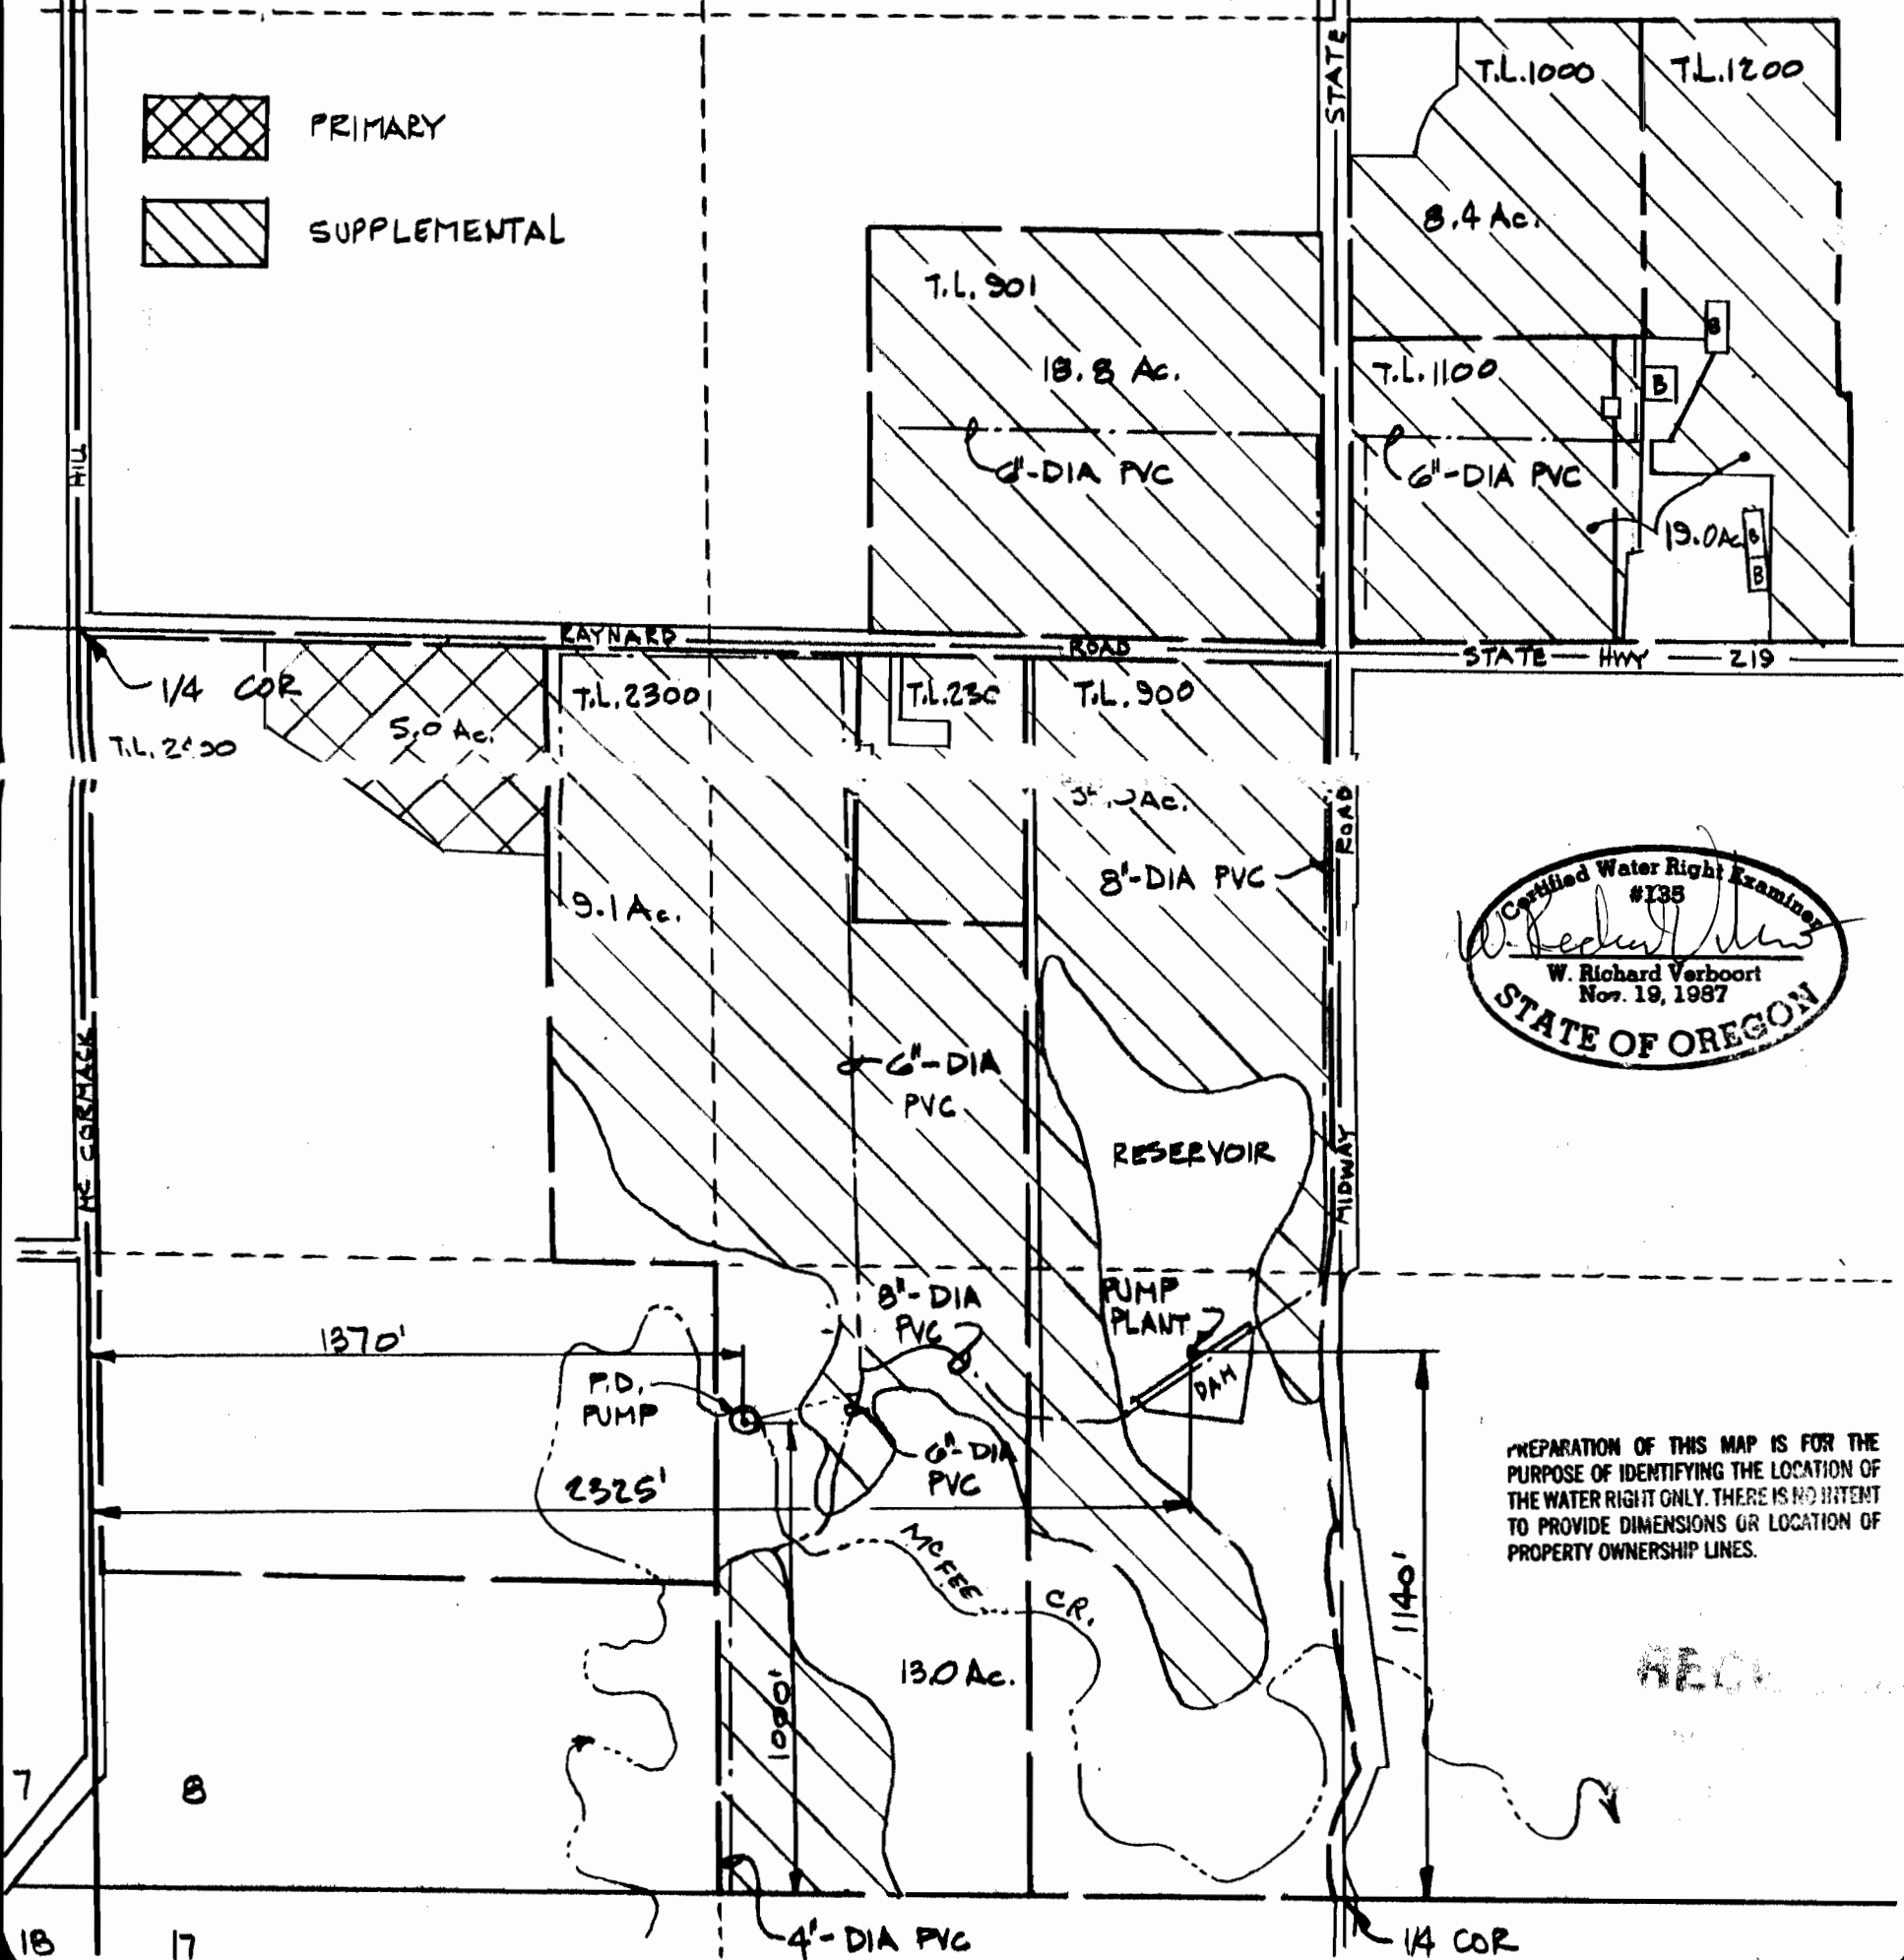 STATE
T.L.1000
T.L.1200
PRIMARY
SUPPLEMENTAL
8.4 Ac.
T.L. 901
18.8 Ac.
T.L. 1100
B
B
HILL
6"-DIA PVC
6"-DIA PVC
19.0Ac
B
B
RAYNARD ROAD
STATE HWY 219
1/4 COR
5.0 Ac.
T.L. 2300
T.L. 900
Ac.
ROAD
8"-DIA PVC
9.1 Ac.
Certified Water Right Examiner
#135
W. Richard Verboort
Nov. 19, 1987
STATE OF OREGON
MC CORMACK
6"-DIA
PVC
RESERVOIR
MIDWAY
8"-DIA
PVC
PUMP
PLANT
DAM
1370'
P.D.
PUMP
6"-DIA
PVC
2325'
PREPARATION OF THIS MAP IS FOR THE
PURPOSE OF IDENTIFYING THE LOCATION OF
THE WATER RIGHT ONLY. THERE IS NO INTENT
TO PROVIDE DIMENSIONS OR LOCATION OF
PROPERTY OWNERSHIP LINES.
MCFEE CR.
1140'
13.0 Ac.
1080'
7
8
18
17
4"-DIA PVC
1/4 COR